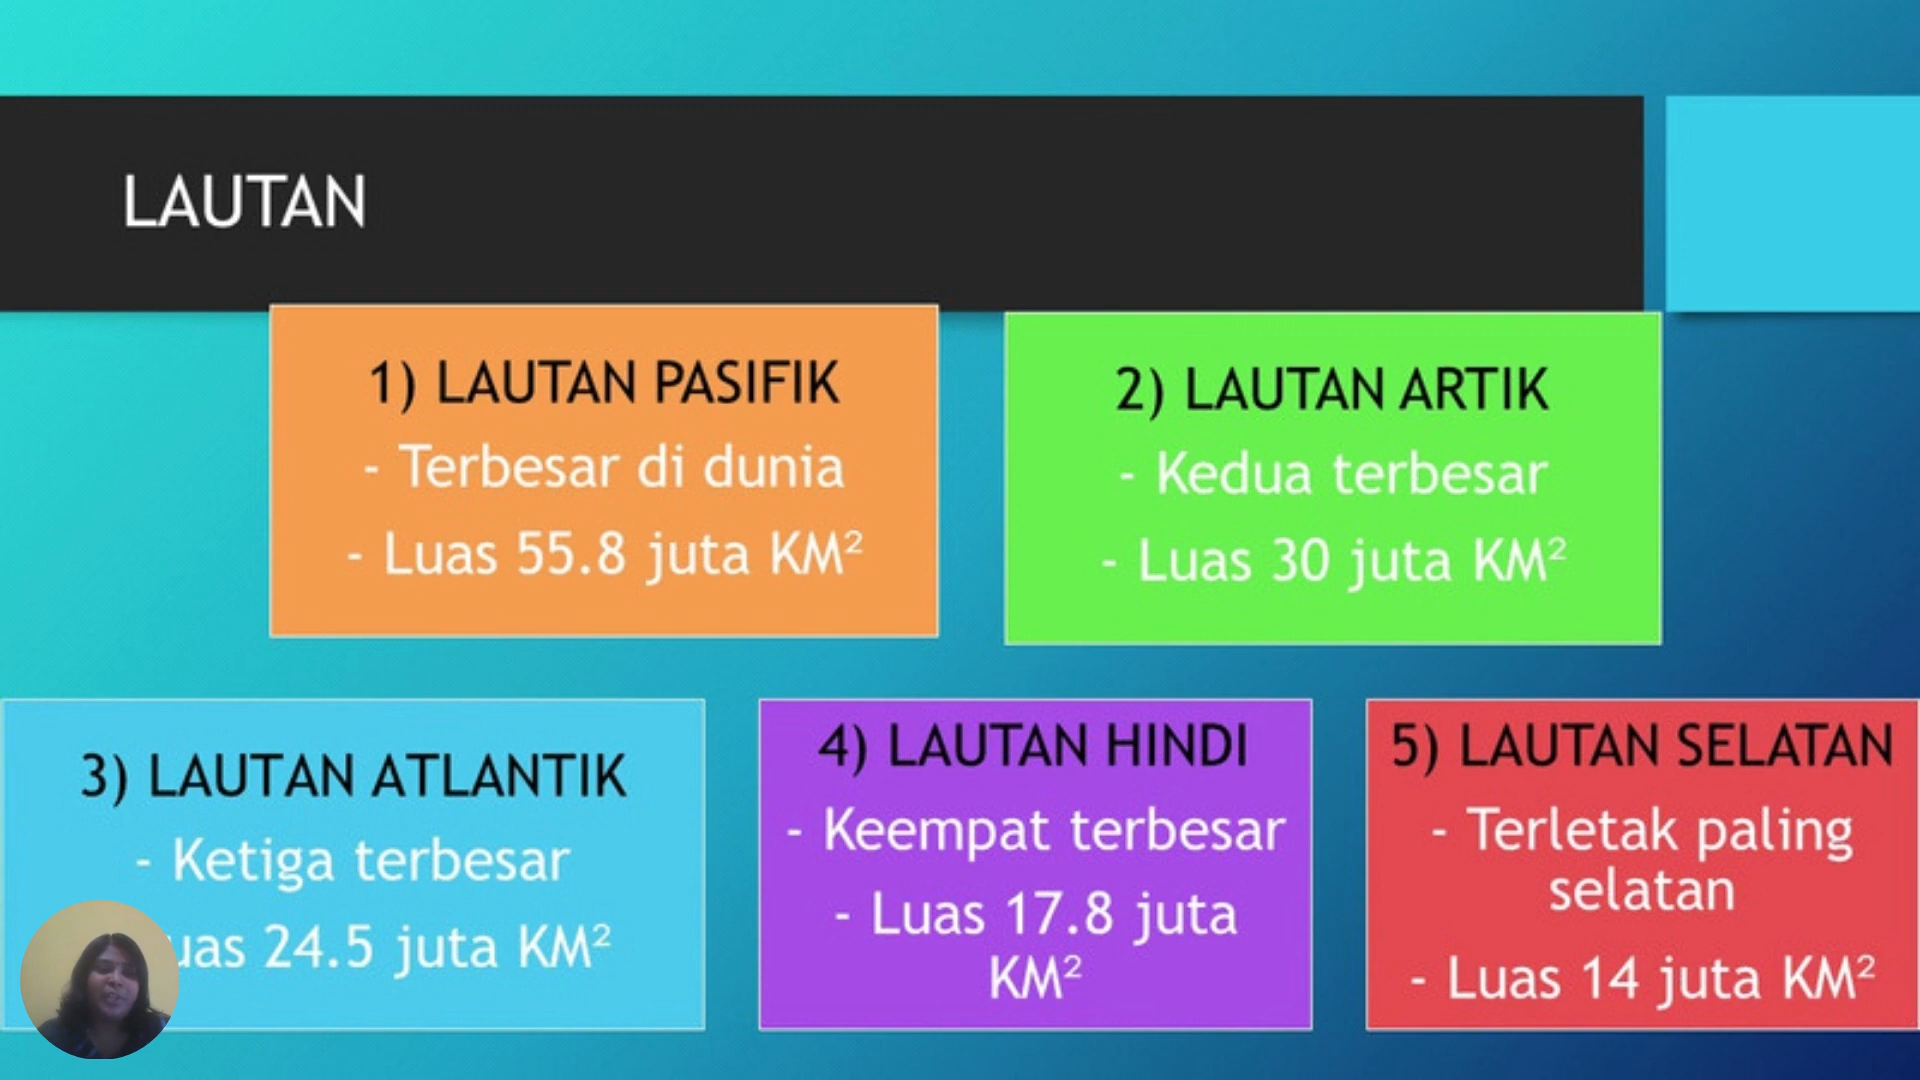 LAUTAN
1) LAUTAN PASIFIK
- Terbesar di dunia
- Luas 55.8 juta KM²
2) LAUTAN ARTIK
- Kedua terbesar
- Luas 30 juta KM²
3) LAUTAN ATLANTIK
- Ketiga terbesar
24.5 juta KM²
4) LAUTAN HINDI
- Keempat terbesar
- Luas 17.8 juta
KM²
5) LAUTAN SELATAN
- Terletak paling
selatan
- Luas 14 juta KM²